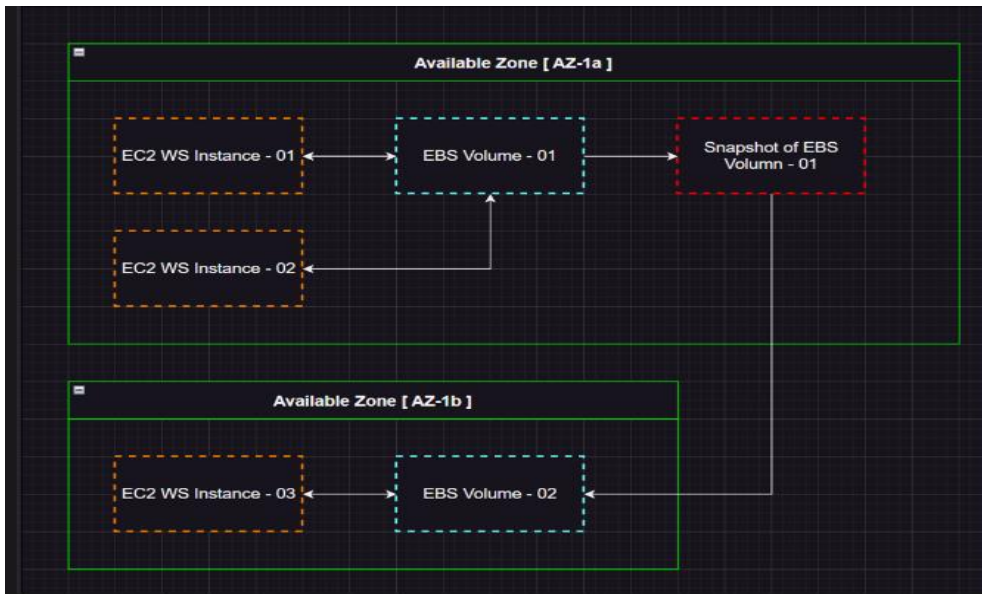 Available Zone [ AZ-1a ]
EC2 WS Instance - 01
EBS Volume - 01
Snapshot of EBS
Volumn - 01
EC2 WS Instance - 02
Available Zone [ AZ-1b ]
EC2 WS Instance - 03
EBS Volume - 02